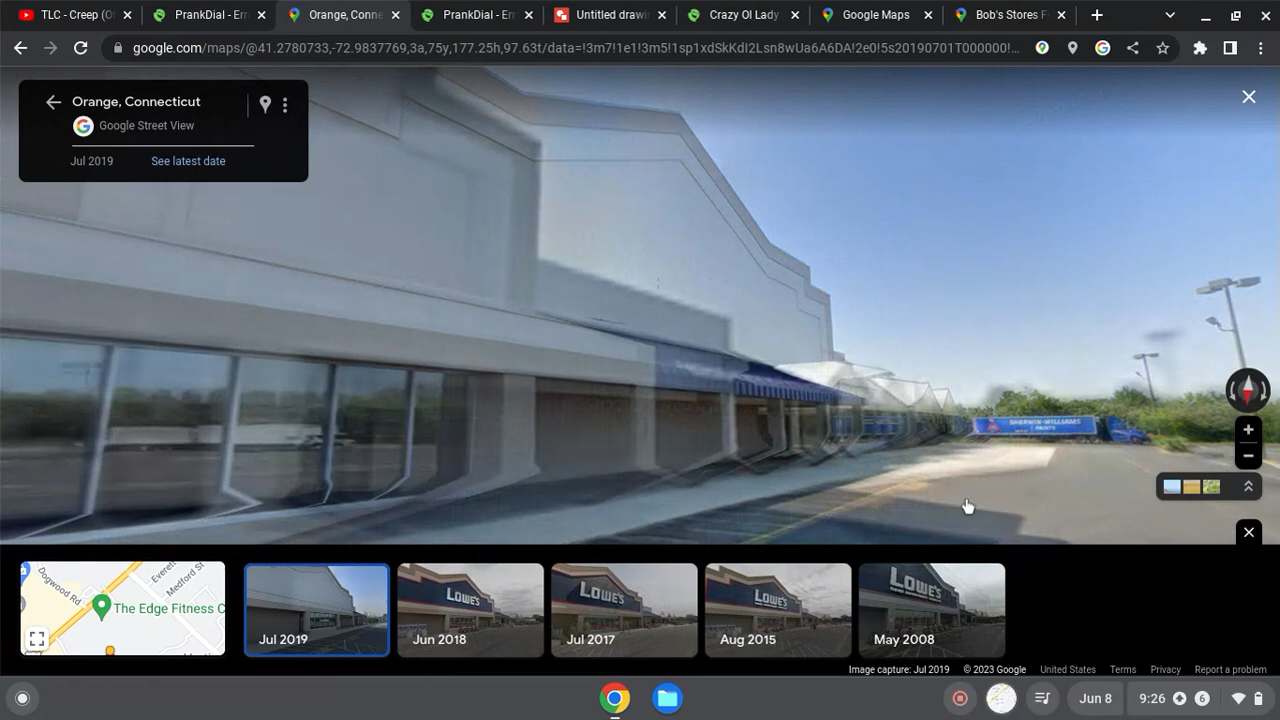 TLC - Creep (O
PrankDial - Err
Orange, Conne
PrankDial - Err
Untitled drawi
Crazy Ol Lady
Google Maps
Bob's Stores F
google.com/maps/@41.2780733,-72.9837769,3a,75y,177.25h,97.63t/data=!3m7!1e1!3m5!1sp1xdSkKdI2Lsn8wUa6A6DA!2e0!5s20190701T000000!...
Orange, Connecticut
Google Street View
Jul 2019 See latest date
SHERWIN-WILLIAMS
PAINTS
Dogwood Rd
Everett
Medford St
The Edge Fitness C
LOWE'S
LOWE'S
LOWE'S
LOWE'S
Jul 2019
Jun 2018
Jul 2017
Aug 2015
May 2008
Image capture: Jul 2019 © 2023 Google United States Terms Privacy Report a problem
Jun 8 9:26 6